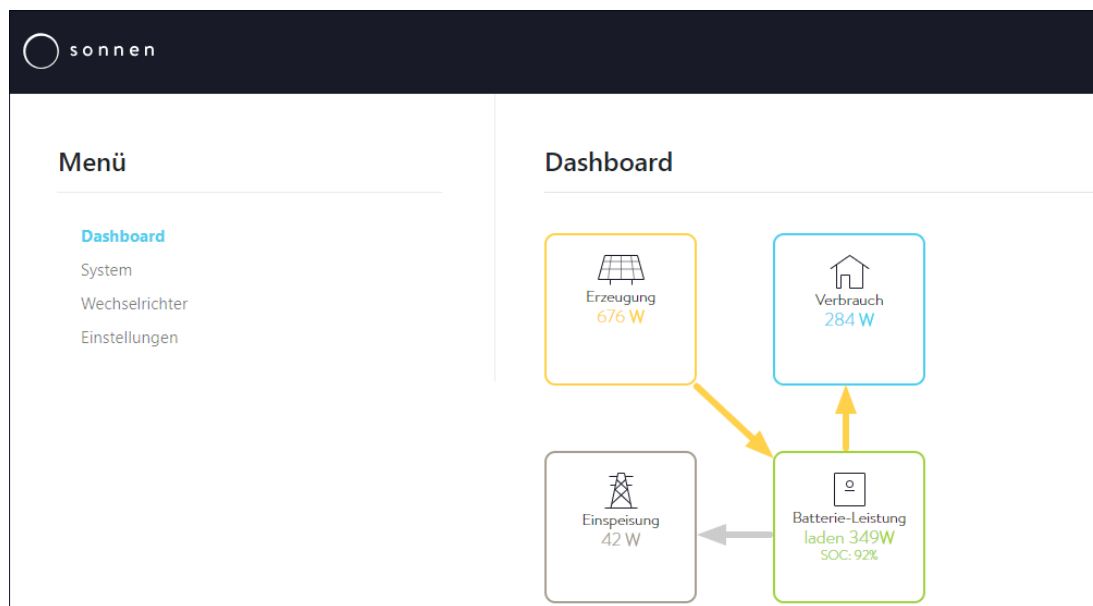 sonnen
Menü
Dashboard
System
Wechselrichter
Einstellungen
Dashboard
Erzeugung
676 W
Verbrauch
284 W
Einspeisung
42 W
Batterie-Leistung
laden 349W
SOC: 92%